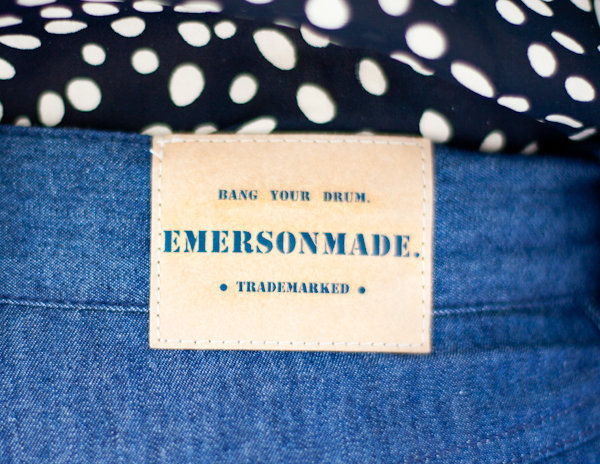 BANG YOUR DRUM.
EMERSONMADE.
• TRADEMARKED •